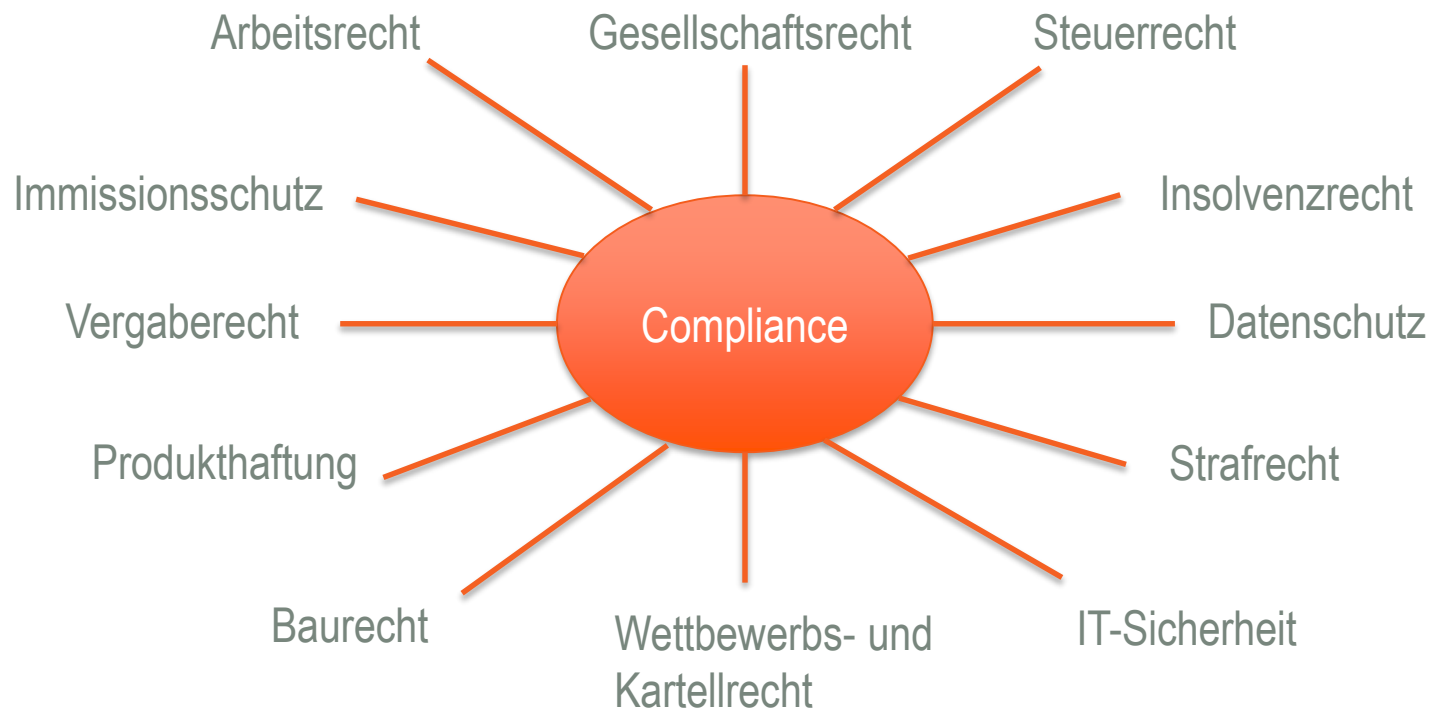 Arbeitsrecht
Gesellschaftsrecht
Steuerrecht
Immissionsschutz
Insolvenzrecht
Vergaberecht
Compliance
Datenschutz
Produkthaftung
Strafrecht
Baurecht
Wettbewerbs- und
Kartellrecht
IT-Sicherheit